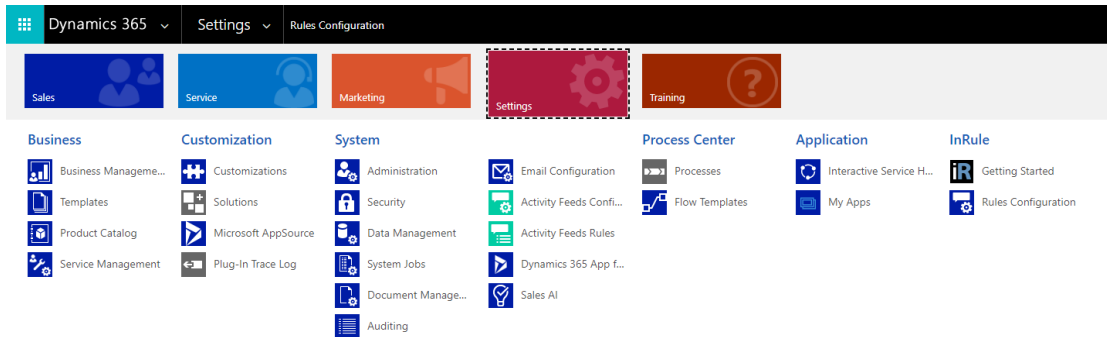 Dynamics 365 Settings Rules Configuration
Sales Service Marketing Settings Training
Business
Business Manageme...
Templates
Product Catalog
Service Management
Customization
Customizations
Solutions
Microsoft AppSource
Plug-In Trace Log
System
Administration
Security
Data Management
System Jobs
Document Manage...
Auditing
Email Configuration
Activity Feeds Confi...
Activity Feeds Rules
Dynamics 365 App f...
Sales AI
Process Center
Processes
Flow Templates
Application
Interactive Service H...
My Apps
InRule
iR Getting Started
Rules Configuration